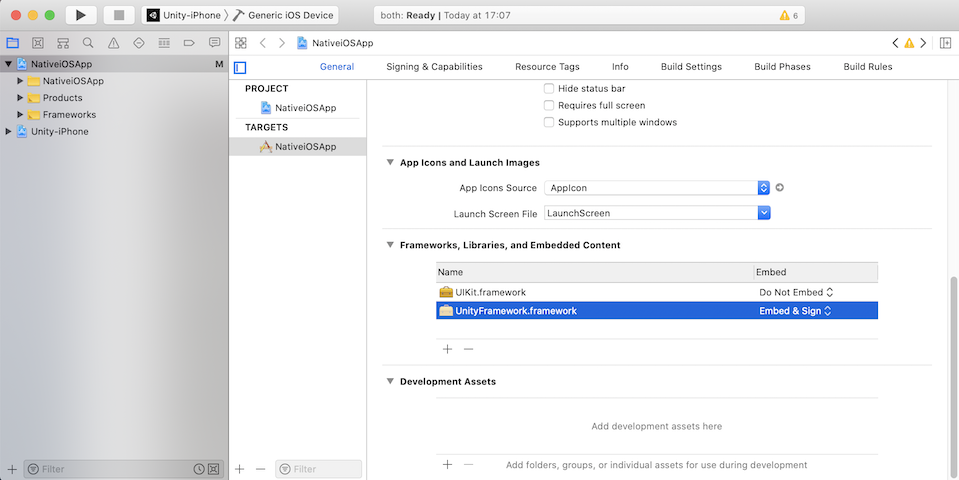 Unity-iPhone Generic iOS Device
both: Ready | Today at 17:07
6
NativeiOSApp
NativeiOSApp M
General Signing & Capabilities Resource Tags Info Build Settings Build Phases Build Rules
NativeiOSApp
Products
Frameworks
Unity-iPhone
PROJECT
NativeiOSApp
TARGETS
NativeiOSApp
Hide status bar
Requires full screen
Supports multiple windows
App Icons and Launch Images
App Icons Source AppIcon
Launch Screen File LaunchScreen
Frameworks, Libraries, and Embedded Content
Name Embed
UIKit.framework Do Not Embed
UnityFramework.framework Embed & Sign
Development Assets
Add development assets here
Add folders, groups, or individual assets for use during development
Filter
Filter